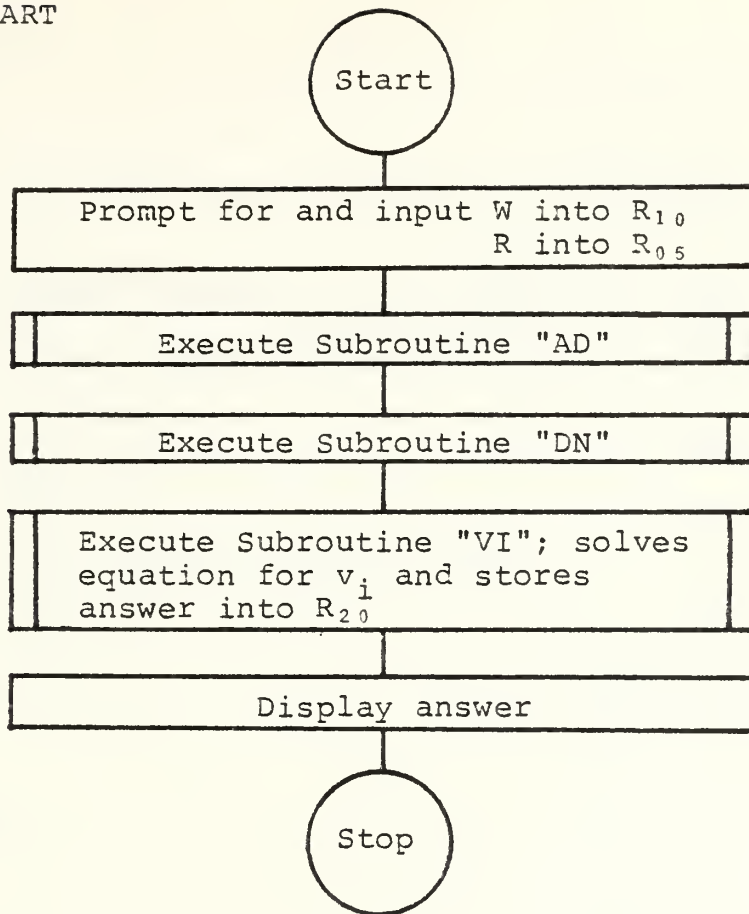 ART
Start
Prompt for and input W into R₁₀
R into R₀₅
Execute Subroutine "AD"
Execute Subroutine "DN"
Execute Subroutine "VI"; solves
equation for vᵢ and stores
answer into R₂₀
Display answer
Stop